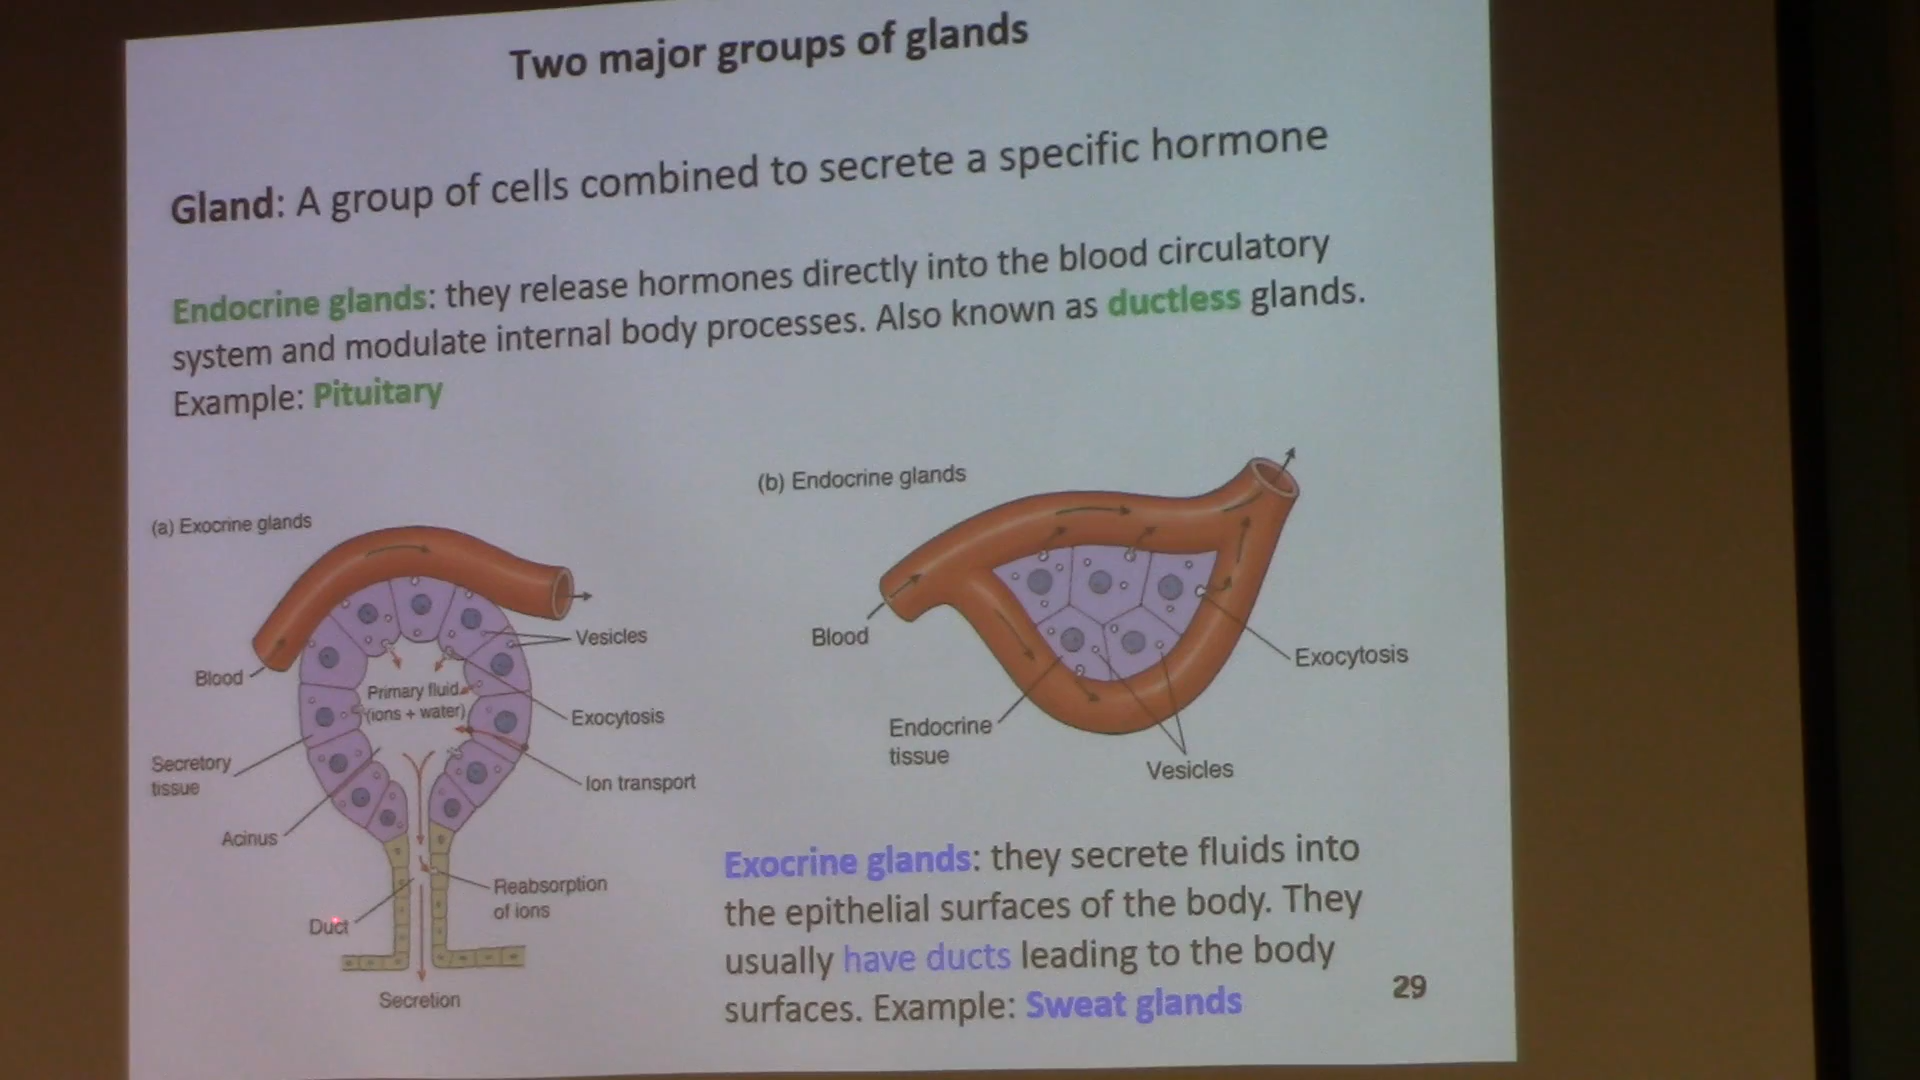 Two major groups of glands
Gland: A group of cells combined to secrete a specific hormone
Endocrine glands: they release hormones directly into the blood circulatory
system and modulate internal body processes. Also known as ductless glands.
Example: Pituitary
(a) Exocrine glands
Blood
Vesicles
Primary fluid
(ions + water)
Exocytosis
Secretory
tissue
Ion transport
Acinus
Reabsorption
of ions
Duct
Secretion
(b) Endocrine glands
Blood
Exocytosis
Endocrine
tissue
Vesicles
Exocrine glands: they secrete fluids into
the epithelial surfaces of the body. They
usually have ducts leading to the body
surfaces. Example: Sweat glands
29